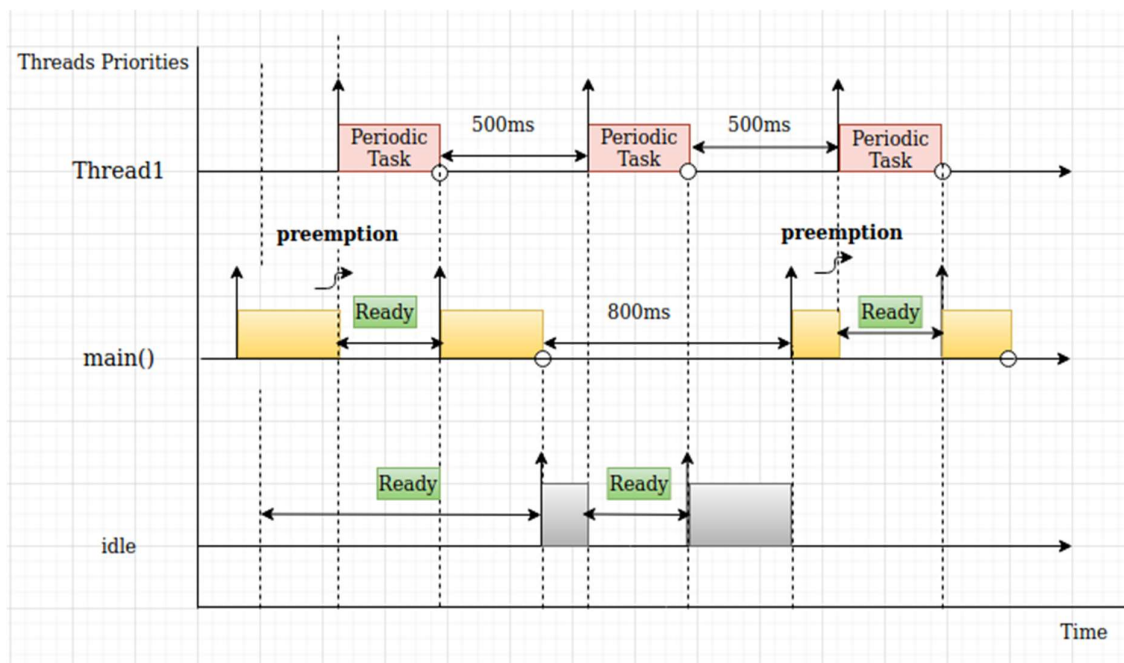 Threads Priorities
Thread1
Periodic
Task
500ms
Periodic
Task
500ms
Periodic
Task
preemption
preemption
main()
Ready
800ms
Ready
idle
Ready
Ready
Time